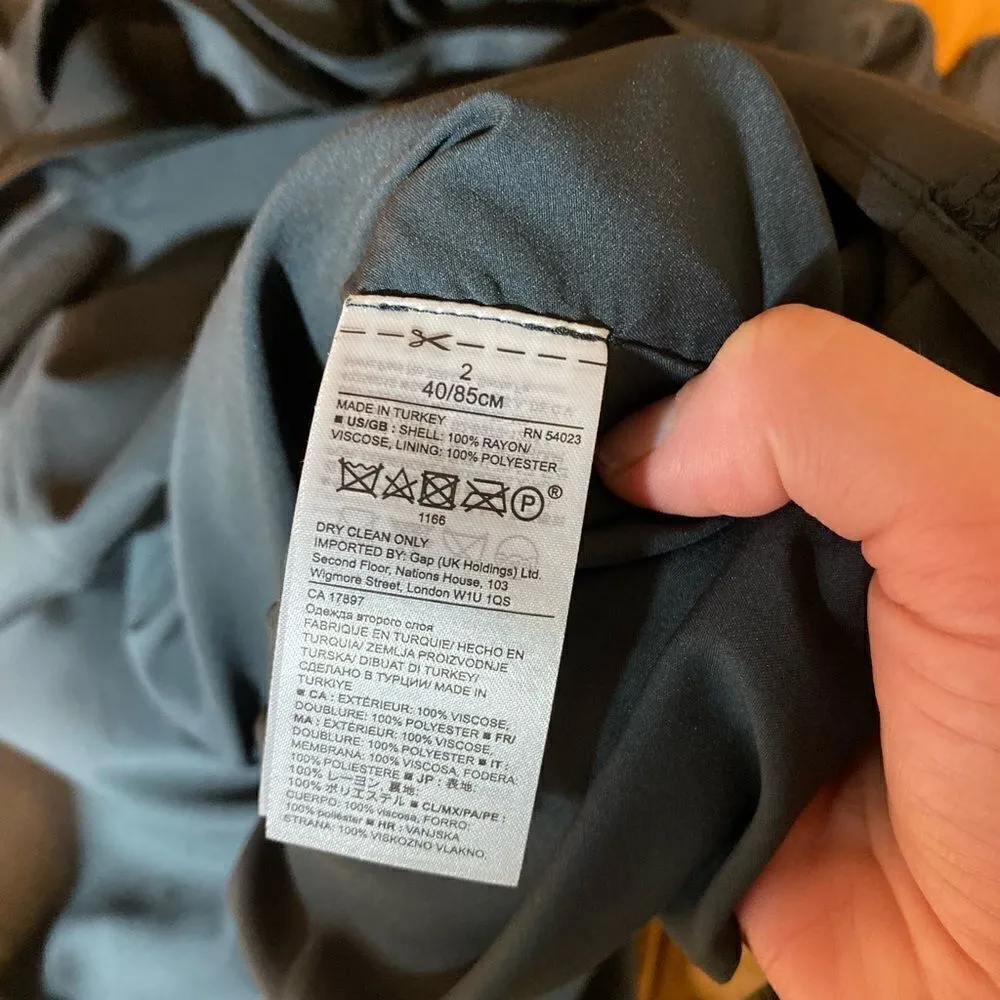 2
40/85CM
MADE IN TURKEY RN 54023
■ US/GB : SHELL: 100% RAYON/
VISCOSE, LINING: 100% POLYESTER
P ®
1166
DRY CLEAN ONLY
IMPORTED BY: Gap (UK Holdings) Ltd.
Second Floor, Nations House, 103
Wigmore Street, London W1U 1QS
CA 17897
Одежда второго слоя
FABRIQUE EN TURQUIE/ HECHO EN
TURQUIA/ ZEMLJA PROIZVODNJE
TURSKA/ DIBUAT DI TURKEY/
СДЕЛАНО В ТУРЦИИ/ MADE IN
TURKIYE
■ CA : EXTÉRIEUR: 100% VISCOSE,
DOUBLURE: 100% POLYESTER ■ FR/
MA : EXTÉRIEUR: 100% VISCOSE,
DOUBLURE: 100% POLYESTER ■ IT :
MEMBRANA: 100% VISCOSA, FODERA:
100% POLIESTERE ■ JP : 表地:
100% レーヨン, 裏地:
100% ポリエステル ■ CL/MX/PA/PE :
CUERPO: 100% viscosa, FORRO:
100% poliéster ■ HR : VANJSKA
STRANA: 100% VISKOZNO VLAKNO,